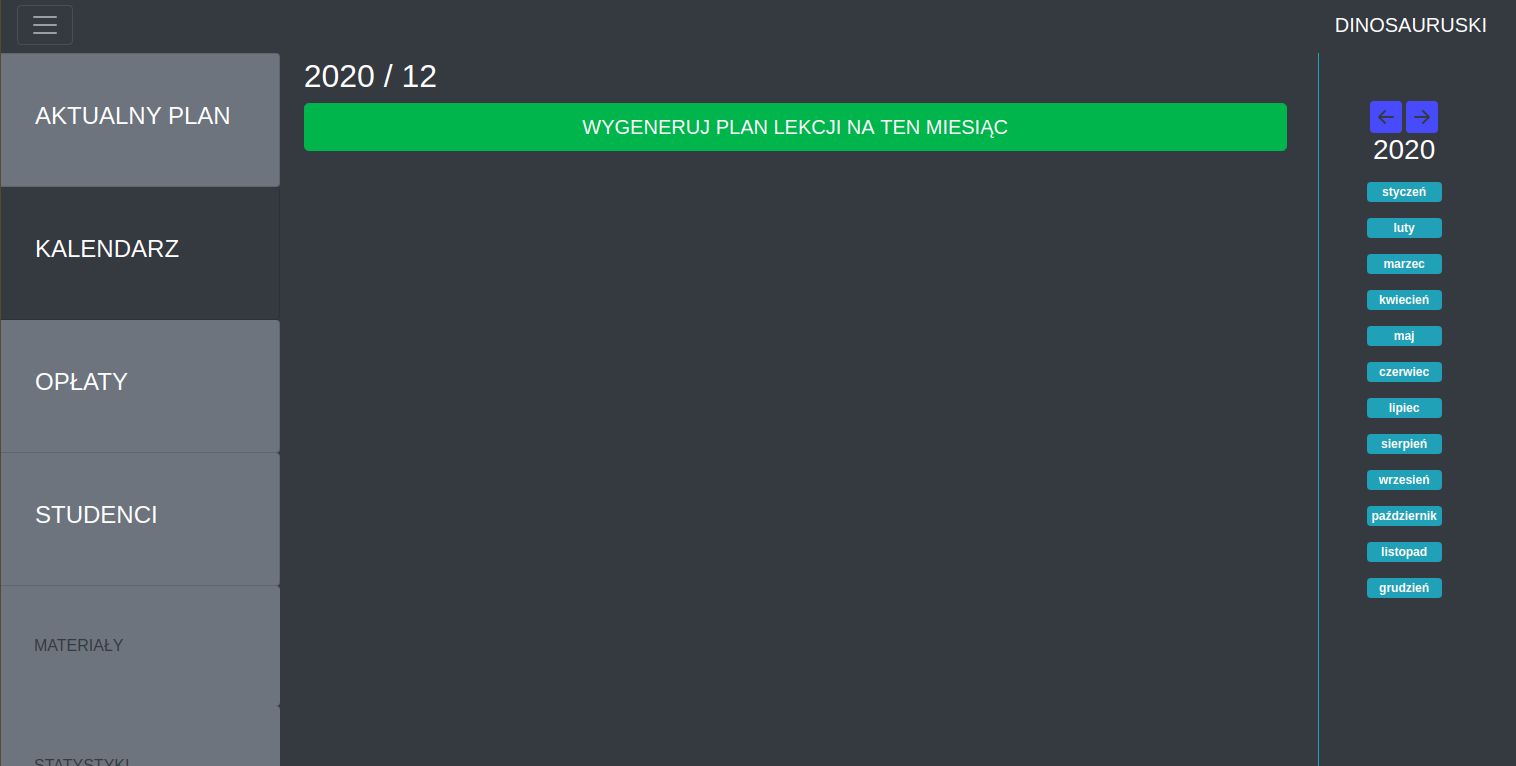 DINOSAURUSKI
AKTUALNY PLAN
KALENDARZ
OPŁATY
STUDENCI
MATERIAŁY
STATYSTYKI
2020 / 12
WYGENERUJ PLAN LEKCJI NA TEN MIESIĄC
2020
styczeń
luty
marzec
kwiecień
maj
czerwiec
lipiec
sierpień
wrzesień
październik
listopad
grudzień